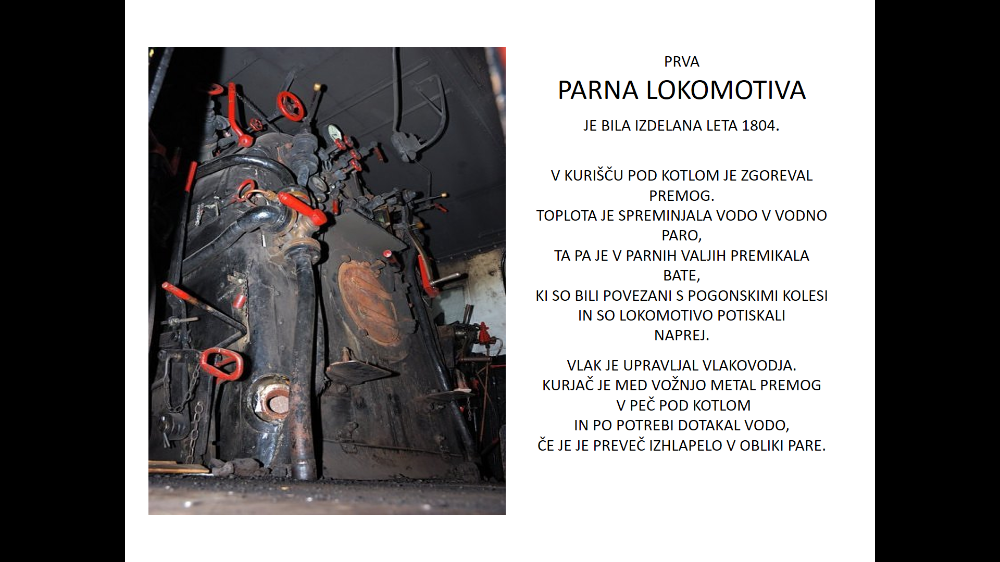 PRVA
PARNA LOKOMOTIVA
JE BILA IZDELANA LETA 1804.
V KURIŠČU POD KOTLOM JE ZGOREVAL
PREMOG.
TOPLOTA JE SPREMINJALA VODO V VODNO
PARO,
TA PA JE V PARNIH VALJIH PREMIKALA
BATE,
KI SO BILI POVEZANI S POGONSKIMI KOLESI
IN SO LOKOMOTIVO POTISKALI
NAPREJ.
VLAK JE UPRAVLJAL VLAKOVODJA.
KURJAČ JE MED VOŽNJO METAL PREMOG
V PEČ POD KOTLOM
IN PO POTREBI DOTAKAL VODO,
ČE JE JE PREVEČ IZHLAPELO V OBLIKI PARE.